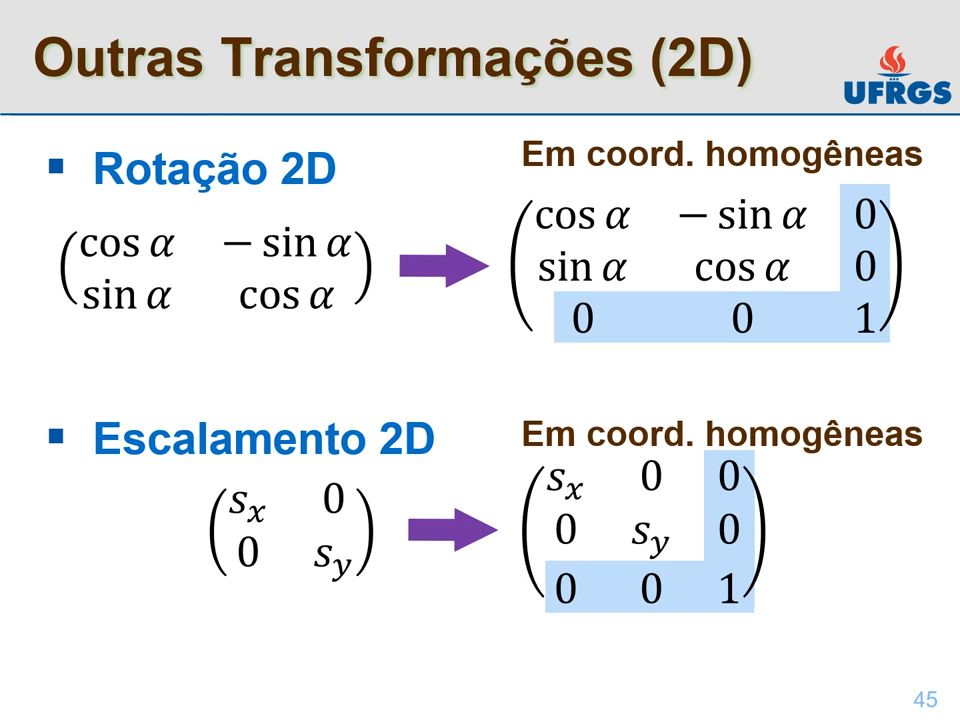 Outras Transformações (2D)
UFRGS
▪ Rotação 2D
Em coord. homogêneas
cos α − sin α
sin α cos α
cos α − sin α 0
sin α cos α 0
0 0 1
▪ Escalamento 2D
Em coord. homogêneas
sₓ 0
0 s_y
sₓ 0 0
0 s_y 0
0 0 1
45